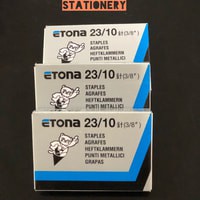 STATIONERY
ETONA 23/10 針(3/8")
STAPLES
AGRAFES
HEFTKLAMMERN
PUNTI METALLICI
ETONA 23/10 針(3/8")
STAPLES
AGRAFES
HEFTKLAMMERN
PUNTI METALLICI
ETONA 23/10 針(3/8")
STAPLES
AGRAFES
HEFTKLAMMERN
PUNTI METALLICI
GRAPAS